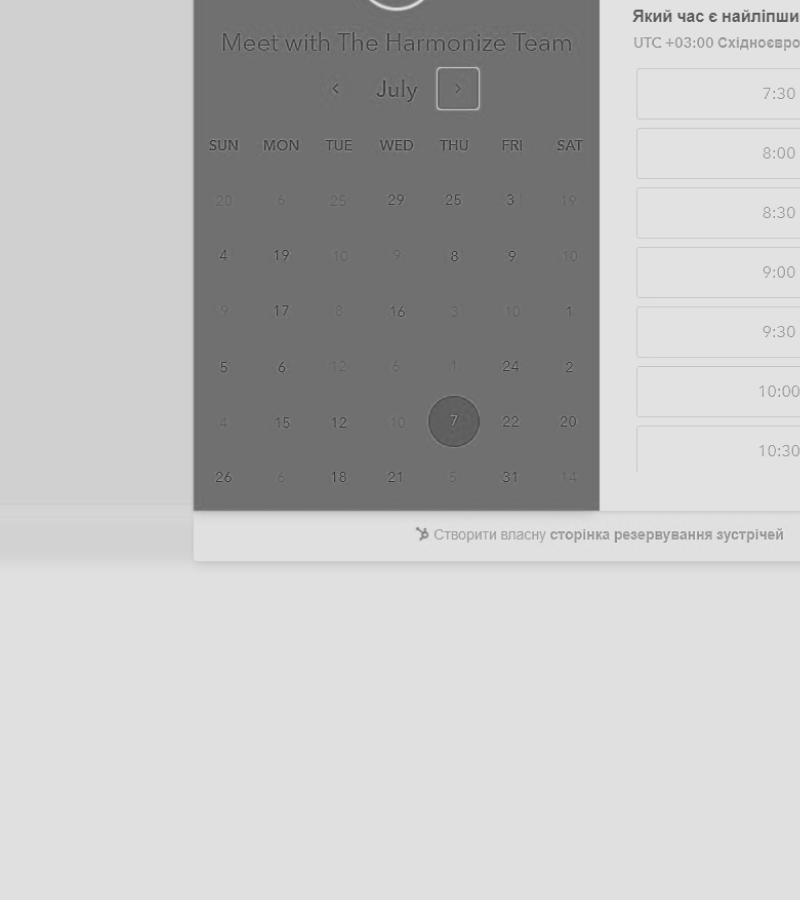 Meet with The Harmonize Team
July
SUN MON TUE WED THU FRI SAT
20 6 25 29 25 3 19
4 19 10 9 8 9 10
9 17 8 16 3 10 1
5 6 12 6 1 24 2
4 15 12 10 7 22 20
26 6 18 21 5 31 14
Який час є найліпши
UTC +03:00 Східноєвро
7:30
8:00
8:30
9:00
9:30
10:00
10:30
Створити власну сторінка резервування зустрічей